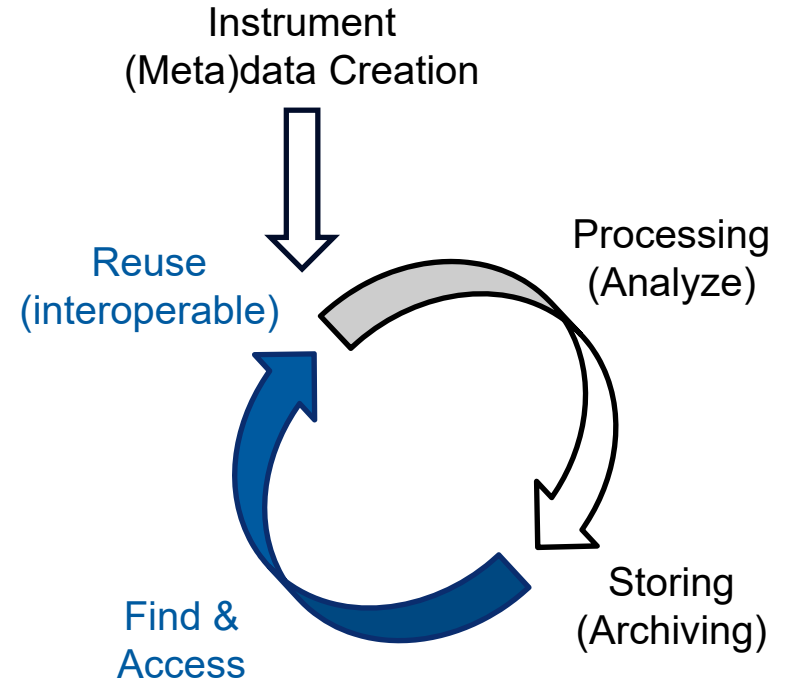 Instrument
(Meta)data Creation
Processing
(Analyze)
Reuse
(interoperable)
Storing
(Archiving)
Find &
Access